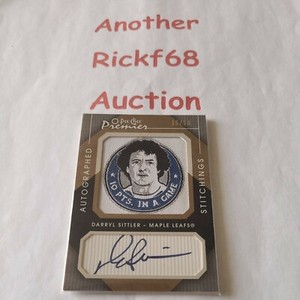 Another
Rickf68
Auction
O-Pee-Chee
Premier
AUTOGRAPHED
STITCHINGS
10 PTS. IN A GAME
DARRYL SITTLER - MAPLE LEAFS®